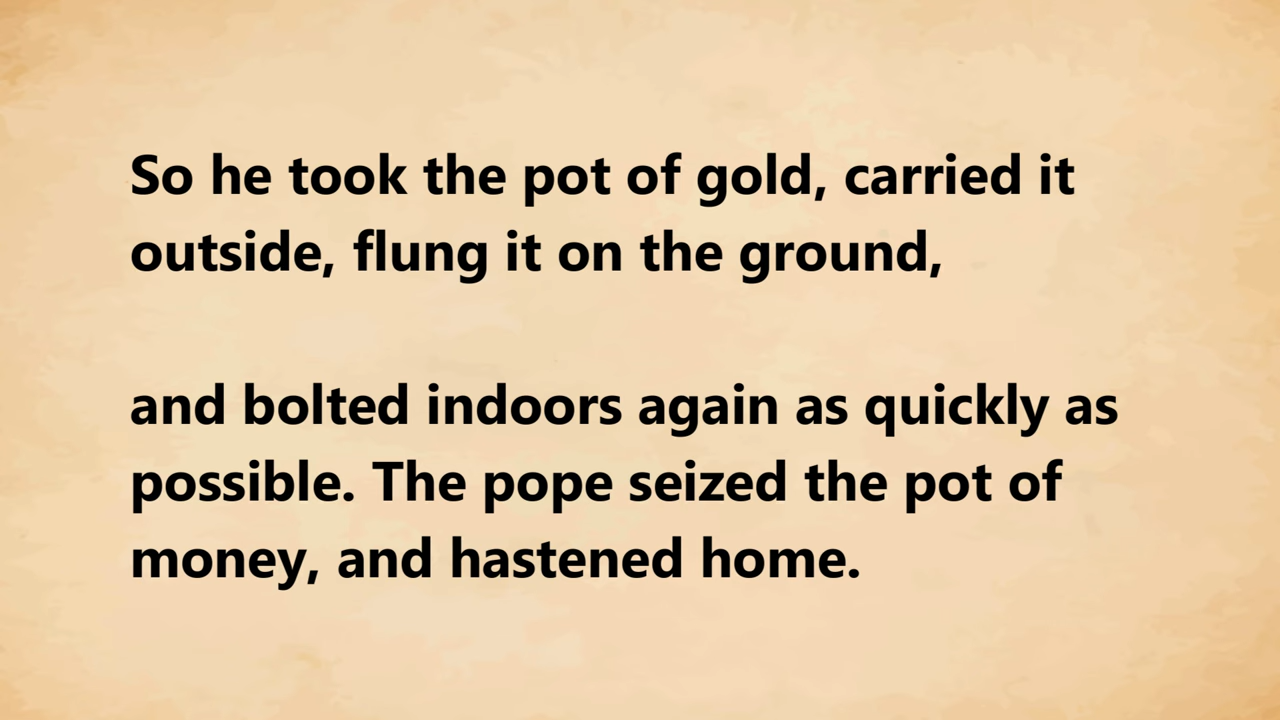 So he took the pot of gold, carried it
outside, flung it on the ground,
and bolted indoors again as quickly as
possible. The pope seized the pot of
money, and hastened home.